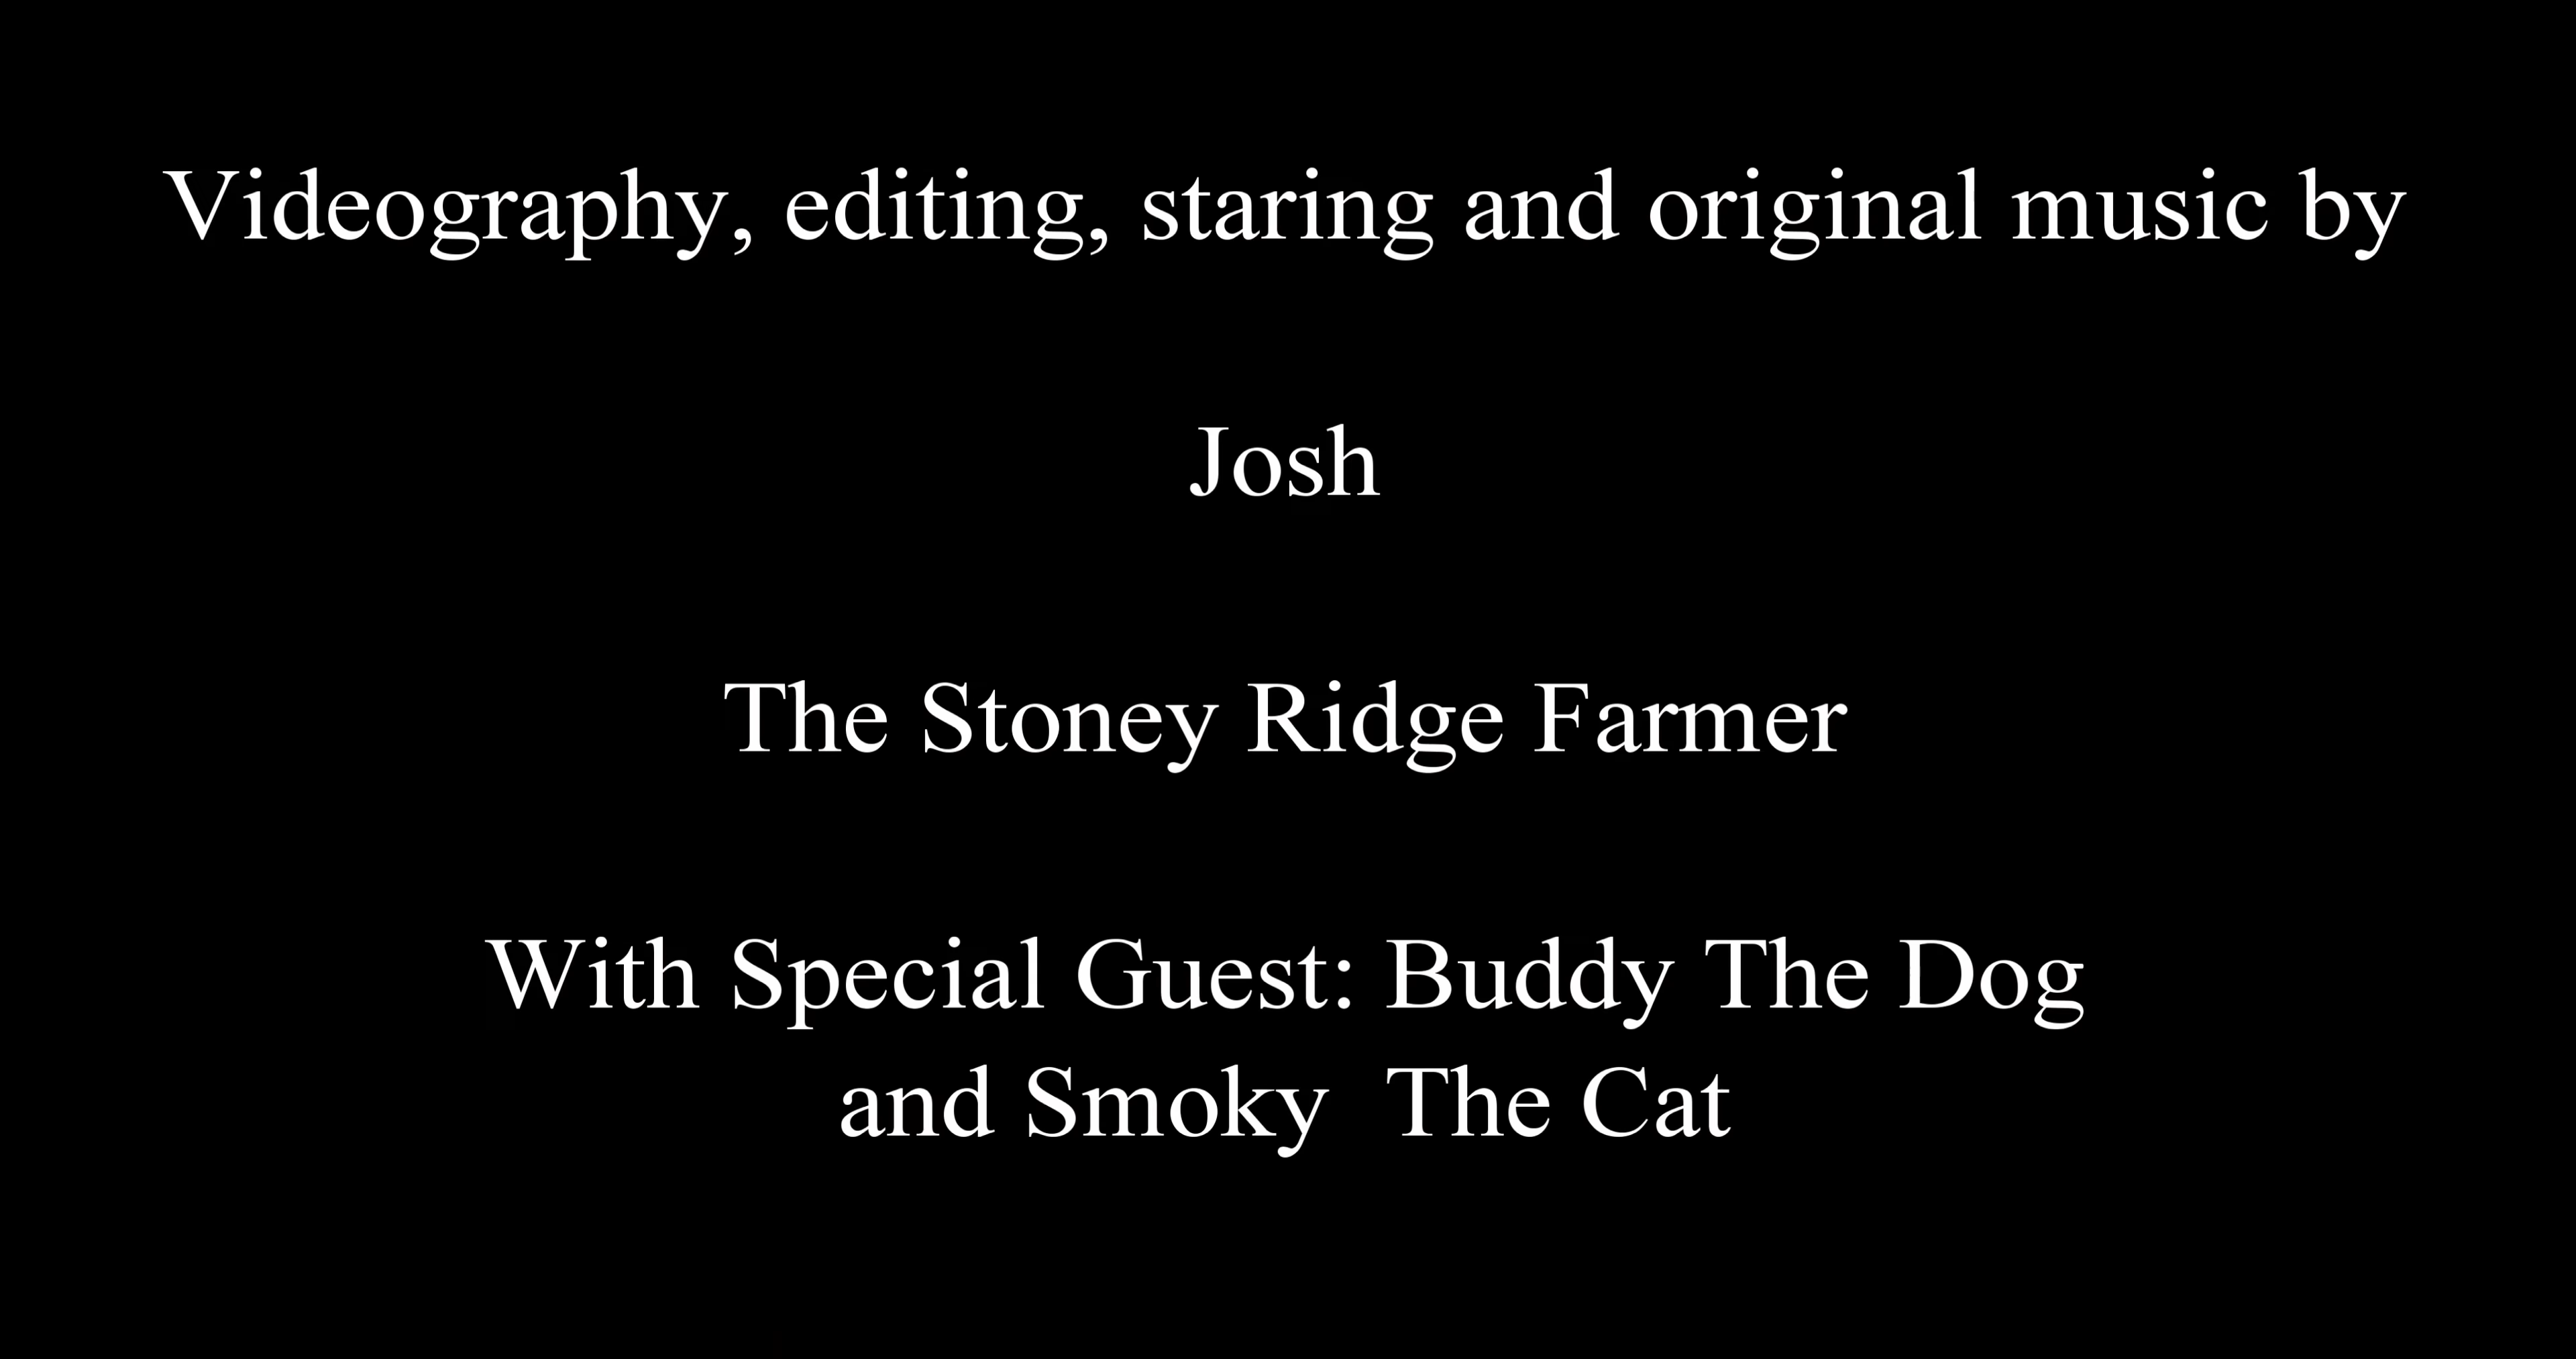 Videography, editing, staring and original music by
Josh
The Stoney Ridge Farmer
With Special Guest: Buddy The Dog
and Smoky  The Cat